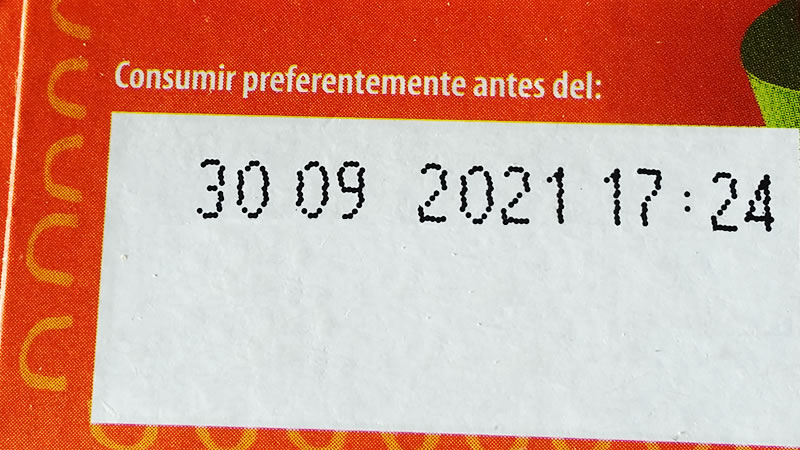 Consumir preferentemente antes del:
30 09 2021 17:24